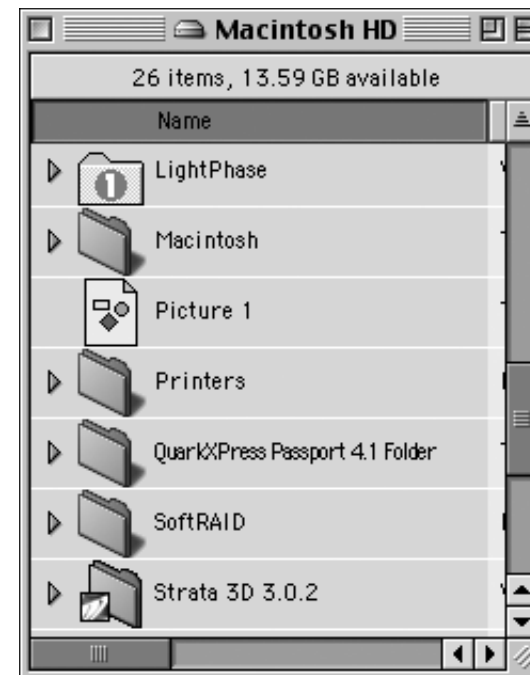 Macintosh HD
26 items, 13.59 GB available
Name
LightPhase
Macintosh
Picture 1
Printers
QuarkXPress Passport 4.1 Folder
SoftRAID
Strata 3D 3.0.2